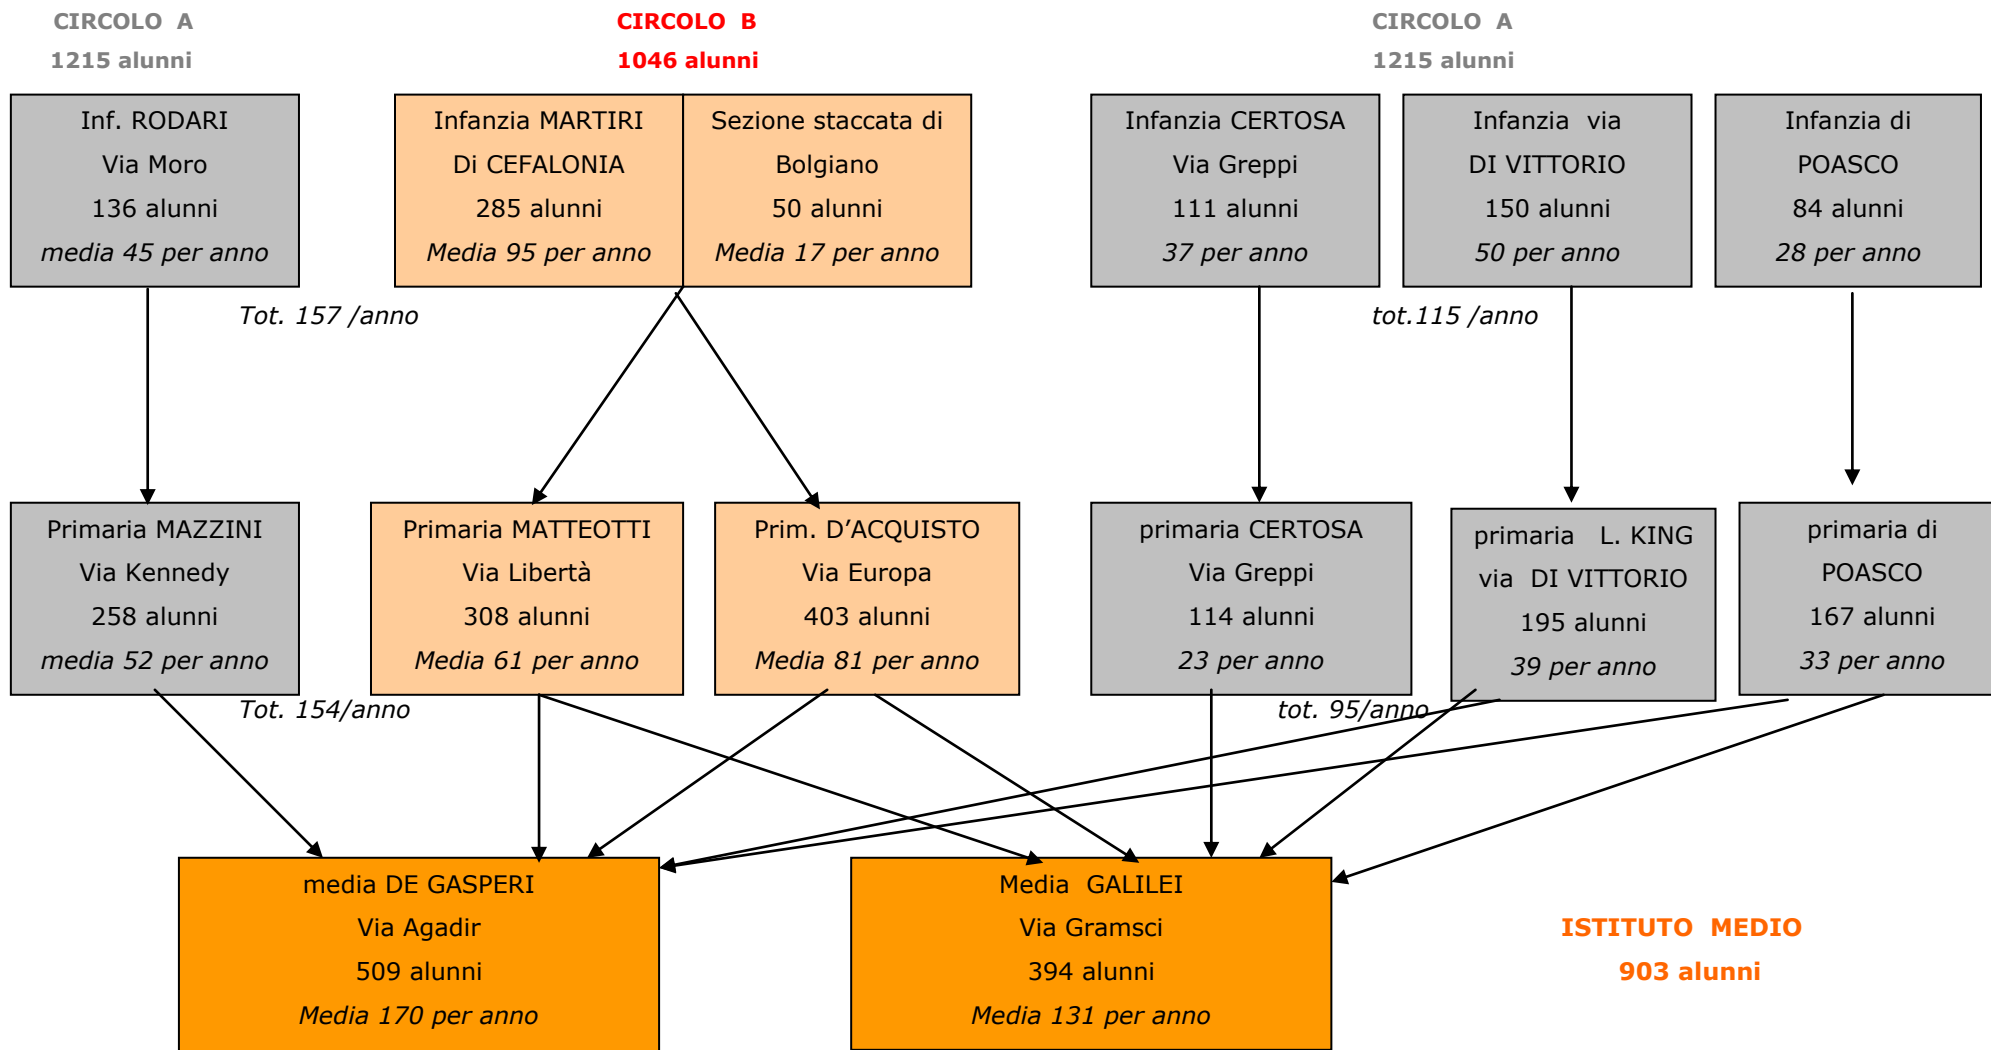 CIRCOLO A
1215 alunni
CIRCOLO B
1046 alunni
CIRCOLO A
1215 alunni
Inf. RODARI
Via Moro
136 alunni
media 45 per anno
Infanzia MARTIRI
Di CEFALONIA
285 alunni
Media 95 per anno
Sezione staccata di
Bolgiano
50 alunni
Media 17 per anno
Infanzia CERTOSA
Via Greppi
111 alunni
37 per anno
Infanzia via
DI VITTORIO
150 alunni
50 per anno
Infanzia di
POASCO
84 alunni
28 per anno
Tot. 157 /anno
tot.115 /anno
Primaria MAZZINI
Via Kennedy
258 alunni
media 52 per anno
Primaria MATTEOTTI
Via Libertà
308 alunni
Media 61 per anno
Prim. D'ACQUISTO
Via Europa
403 alunni
Media 81 per anno
primaria CERTOSA
Via Greppi
114 alunni
23 per anno
primaria L. KING
via DI VITTORIO
195 alunni
39 per anno
primaria di
POASCO
167 alunni
33 per anno
Tot. 154/anno
tot. 95/anno
media DE GASPERI
Via Agadir
509 alunni
Media 170 per anno
Media GALILEI
Via Gramsci
394 alunni
Media 131 per anno
ISTITUTO MEDIO
903 alunni